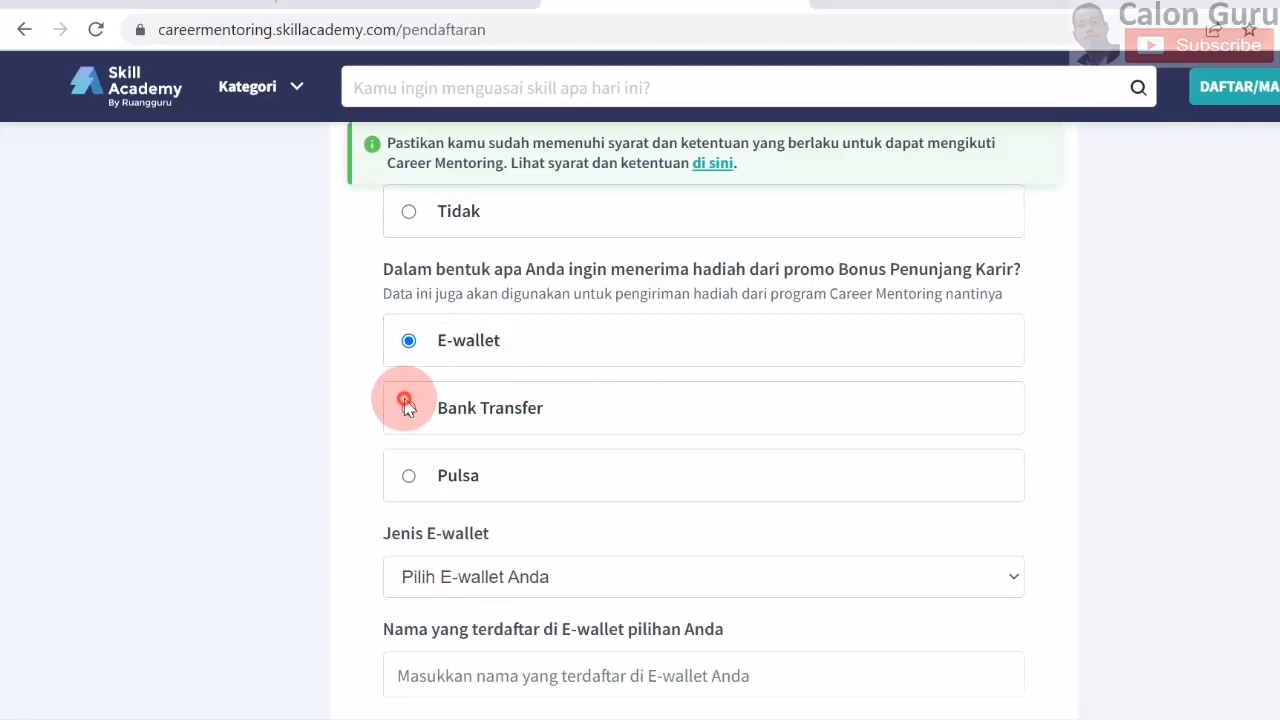 Calon Guru
careermentoring.skillacademy.com/pendaftaran
Subscribe
Skill
Academy
By Ruangguru
Kategori
Kamu ingin menguasai skill apa hari ini?
DAFTAR/MA
Pastikan kamu sudah memenuhi syarat dan ketentuan yang berlaku untuk dapat mengikuti
Career Mentoring. Lihat syarat dan ketentuan di sini.
Tidak
Dalam bentuk apa Anda ingin menerima hadiah dari promo Bonus Penunjang Karir?
Data ini juga akan digunakan untuk pengiriman hadiah dari program Career Mentoring nantinya
E-wallet
Bank Transfer
Pulsa
Jenis E-wallet
Pilih E-wallet Anda
Nama yang terdaftar di E-wallet pilihan Anda
Masukkan nama yang terdaftar di E-wallet Anda